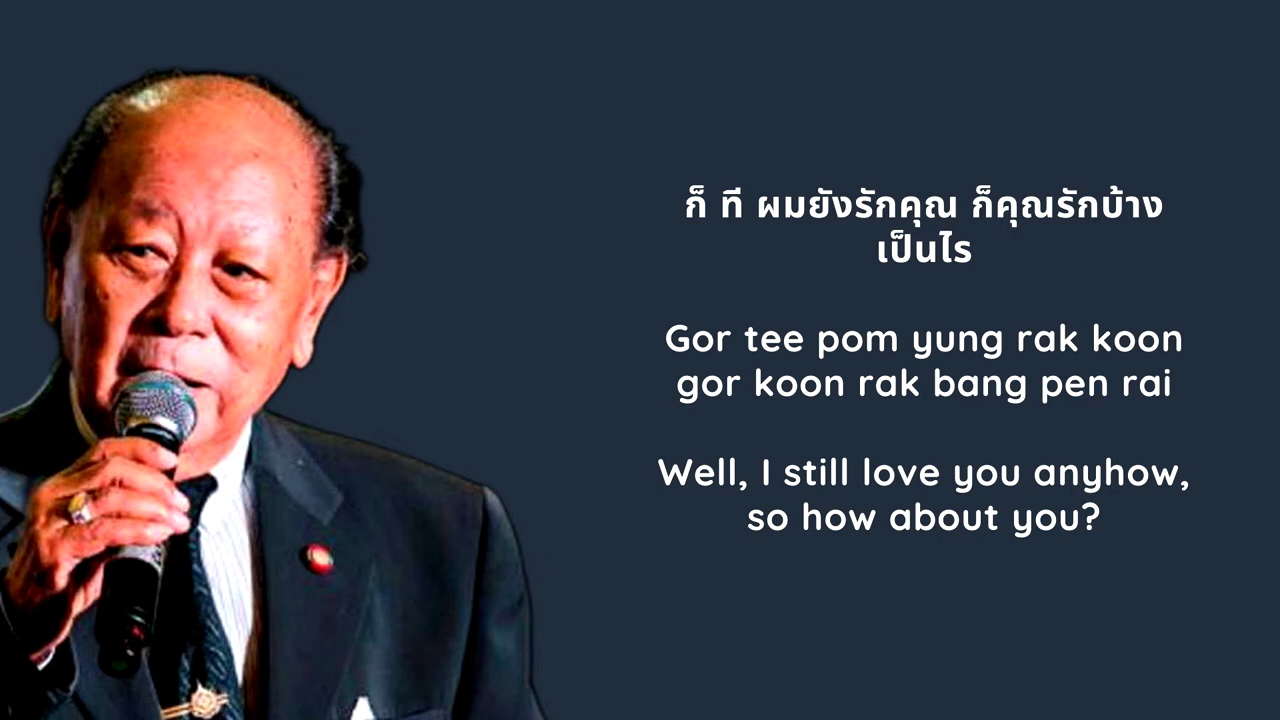 ก็ ที ผมยังรักคุณ ก็คุณรักบ้าง
เป็นไร
Gor tee pom yung rak koon
gor koon rak bang pen rai
Well, I still love you anyhow,
so how about you?